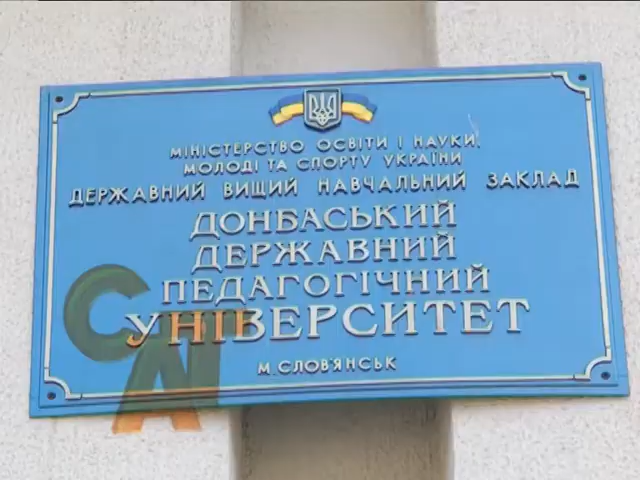 МІНІСТЕРСТВО ОСВІТИ І НАУКИ,
МОЛОДІ ТА СПОРТУ УКРАЇНИ
ДЕРЖАВНИЙ ВИЩИЙ НАВЧАЛЬНИЙ ЗАКЛАД
ДОНБАСЬКИЙ
ДЕРЖАВНИЙ
ПЕДАГОГІЧНИЙ
УНІВЕРСИТЕТ
М.СЛОВ'ЯНСЬК